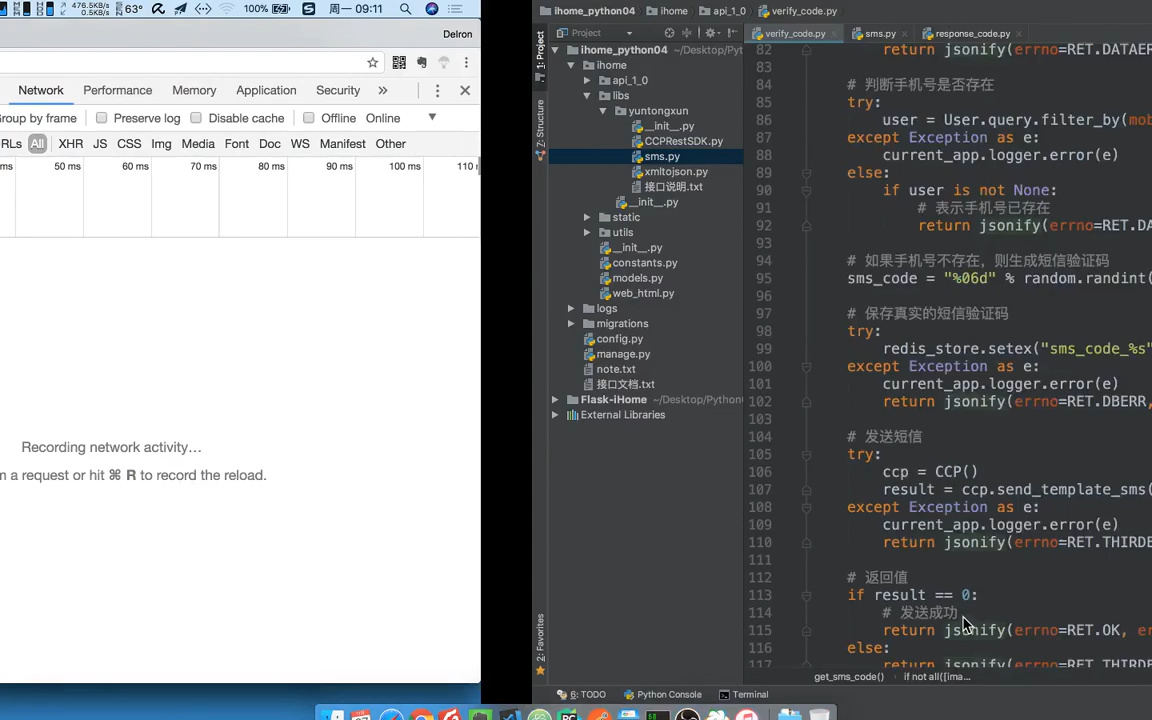 476.5KB/s
0.5KB/s
63°
100%
周一 09:11
Delron
Network Performance Memory Application Security »
roup by frame Preserve log Disable cache Offline Online
RLs All XHR JS CSS Img Media Font Doc WS Manifest Other
ms 50 ms 60 ms 70 ms 80 ms 90 ms 100 ms 110
Recording network activity…
m a request or hit ⌘ R to record the reload.
ihome_python04 ihome api_1_0 verify_code.py
Project
verify_code.py sms.py response_code.py
1: Project
Z: Structure
2: Favorites
ihome_python04 ~/Desktop/Pyt
ihome
api_1_0
libs
yuntongxun
__init__.py
CCPRestSDK.py
sms.py
xmltojson.py
接口说明.txt
__init__.py
static
utils
__init__.py
constants.py
models.py
web_html.py
logs
migrations
config.py
manage.py
note.txt
接口文档.txt
Flask-iHome ~/Desktop/Python
External Libraries
82 return jsonify(errno=RET.DATAER
83
84 # 判断手机号是否存在
85 try:
86 user = User.query.filter_by(mob
87 except Exception as e:
88 current_app.logger.error(e)
89 else:
90 if user is not None:
91 # 表示手机号已存在
92 return jsonify(errno=RET.DA
93
94 # 如果手机号不存在，则生成短信验证码
95 sms_code = "%06d" % random.randint(
96
97 # 保存真实的短信验证码
98 try:
99 redis_store.setex("sms_code_%s"
100 except Exception as e:
101 current_app.logger.error(e)
102 return jsonify(errno=RET.DBERR,
103
104 # 发送短信
105 try:
106 ccp = CCP()
107 result = ccp.send_template_sms(
108 except Exception as e:
109 current_app.logger.error(e)
110 return jsonify(errno=RET.THIRDE
111
112 # 返回值
113 if result == 0:
114 # 发送成功
115 return jsonify(errno=RET.OK, er
116 else:
117 return jsonify(errno=RET.THIRDE
get_sms_code() if not all([ima...
6: TODO Python Console Terminal